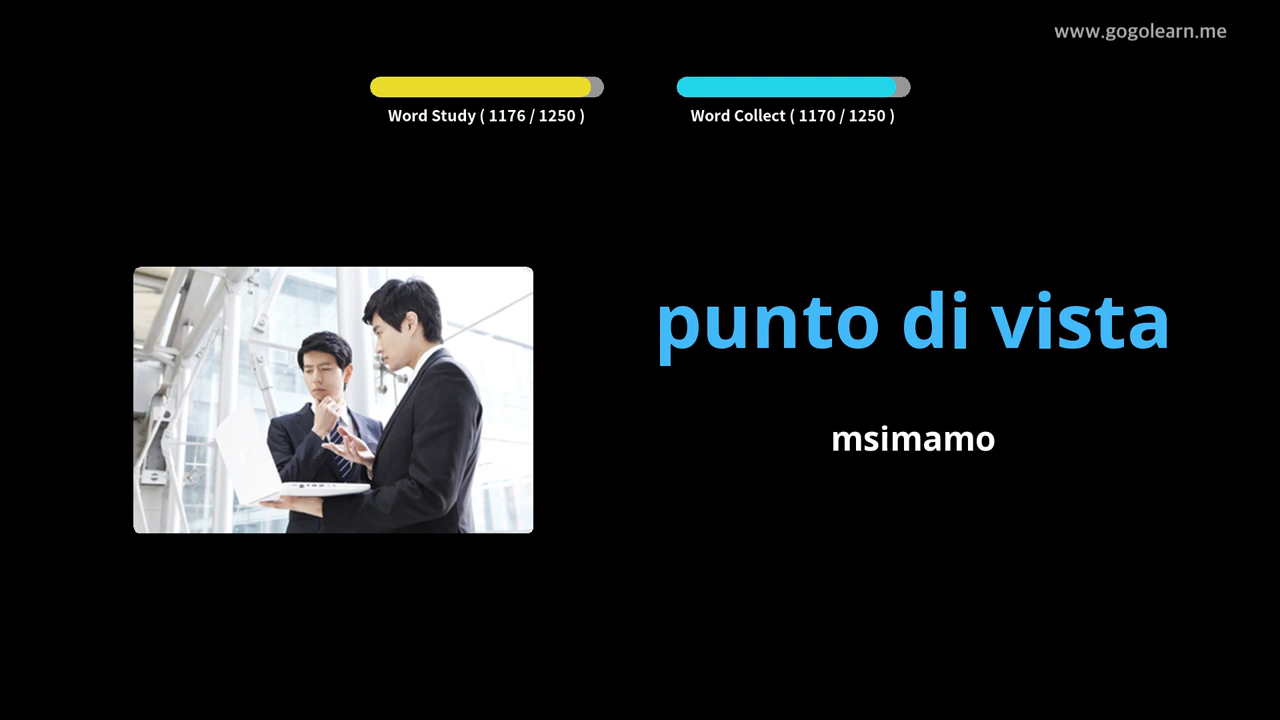 www.gogolearn.me
Word Study ( 1176 / 1250 )
Word Collect ( 1170 / 1250 )
punto di vista
msimamo